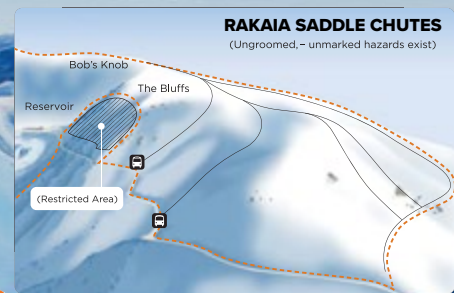 RAKAIA SADDLE CHUTES
(Ungroomed, – unmarked hazards exist)
Bob's Knob
The Bluffs
Reservoir
(Restricted Area)